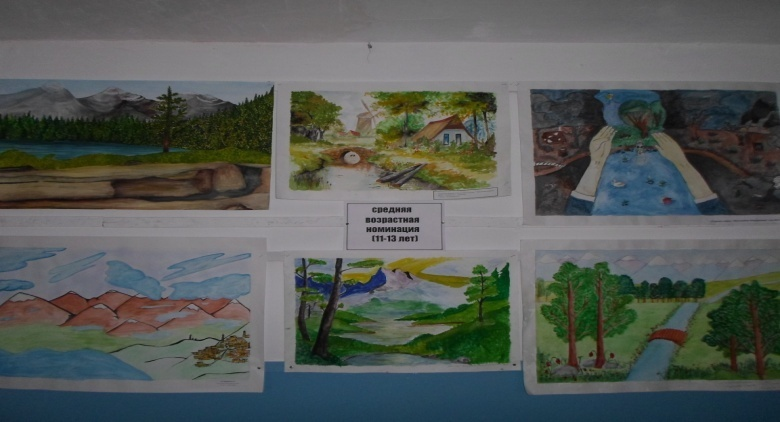 средняя
возрастная
номинация
(11-13 лет)